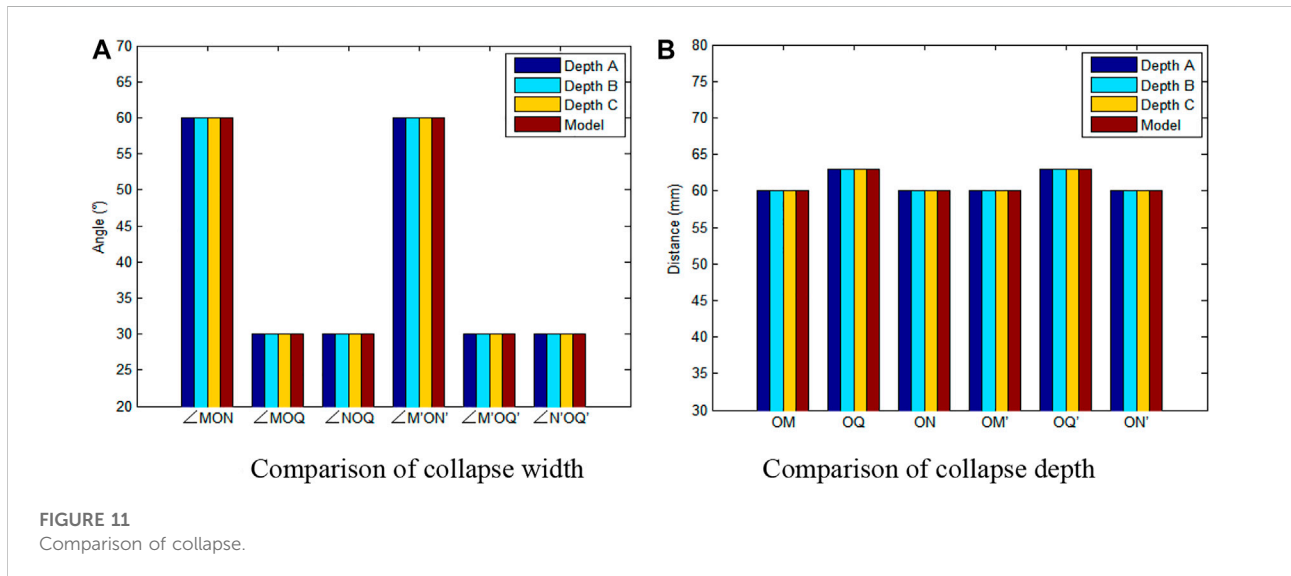 A
70
65
60
55
50
45
40
35
30
25
20
Angle (º)
Depth A
Depth B
Depth C
Model
∠MON ∠MOQ ∠NOQ ∠M'ON' ∠M'OQ' ∠N'OQ'
Comparison of collapse width
B
80
75
70
65
60
55
50
45
40
35
30
Distance (mm)
Depth A
Depth B
Depth C
Model
OM OQ ON OM' OQ' ON'
Comparison of collapse depth
FIGURE 11
Comparison of collapse.